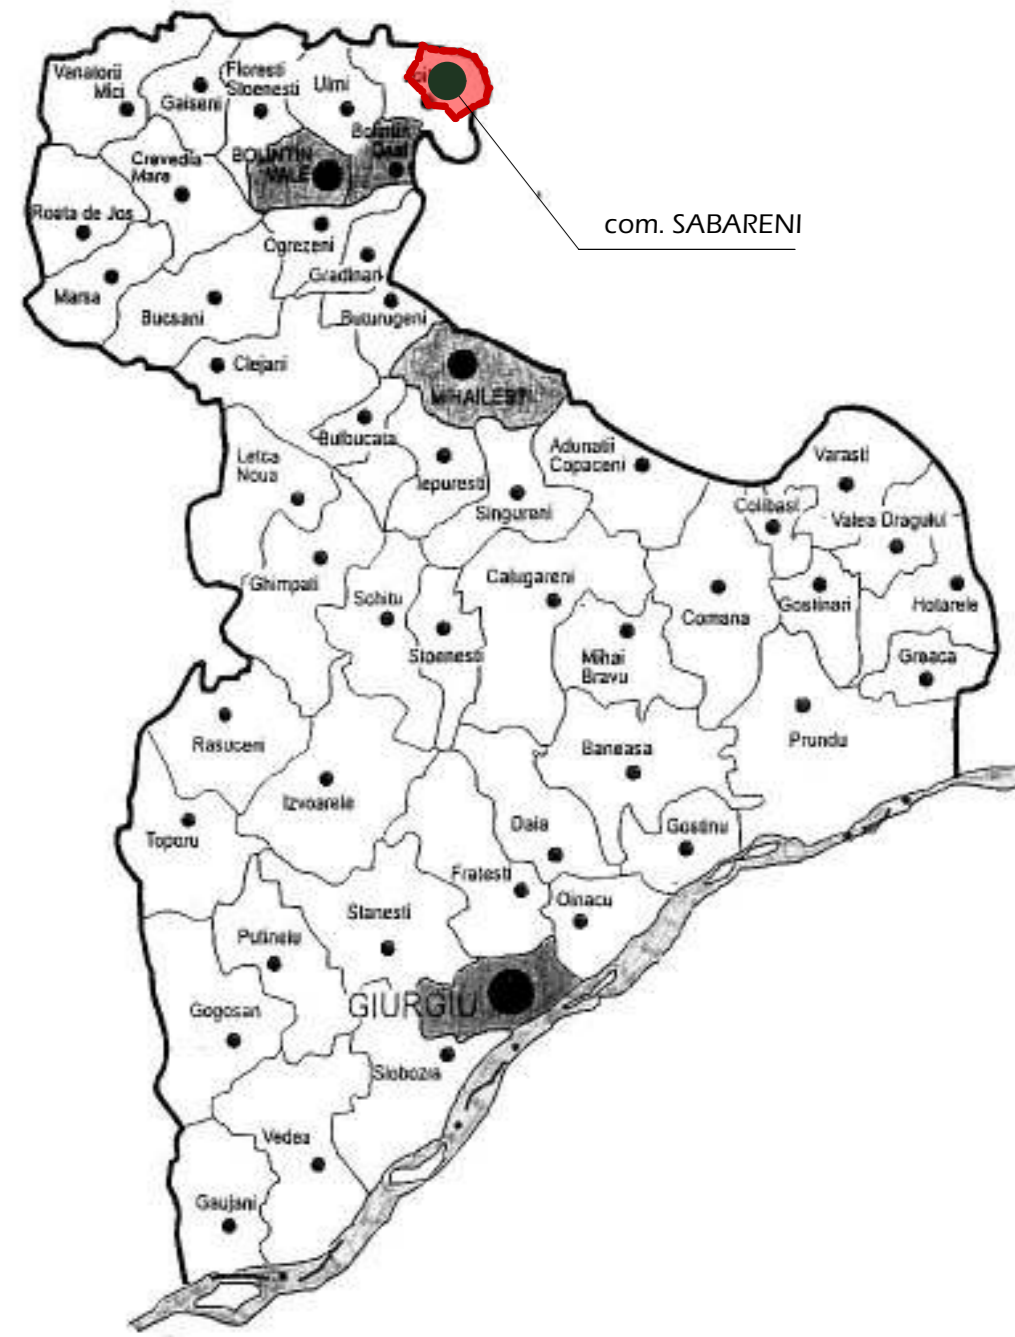 Vanatorii
Mici
Gaiseni
Floresti
Stoenesti
Ulmi
Bolintin
Deal
BOLINTIN
VALE
Crevedia
Mare
com. SABARENI
Roata de Jos
Ogrezeni
Gradinari
Marsa
Bucsani
Buturugeni
Clejani
MIHAILESTI
Bulbucata
Letca
Noua
Iepuresti
Adunatii
Copaceni
Varasti
Singureni
Colibasi
Valea Dragului
Ghimpati
Schitu
Calugareni
Comana
Gostinari
Hotarele
Stoenesti
Mihai
Bravu
Greaca
Rasuceni
Baneasa
Prundu
Izvoarele
Toporu
Daia
Gostinu
Fratesti
Oinacu
Stanesti
Putineiu
GIURGIU
Gogosari
Slobozia
Vedea
Gaujani